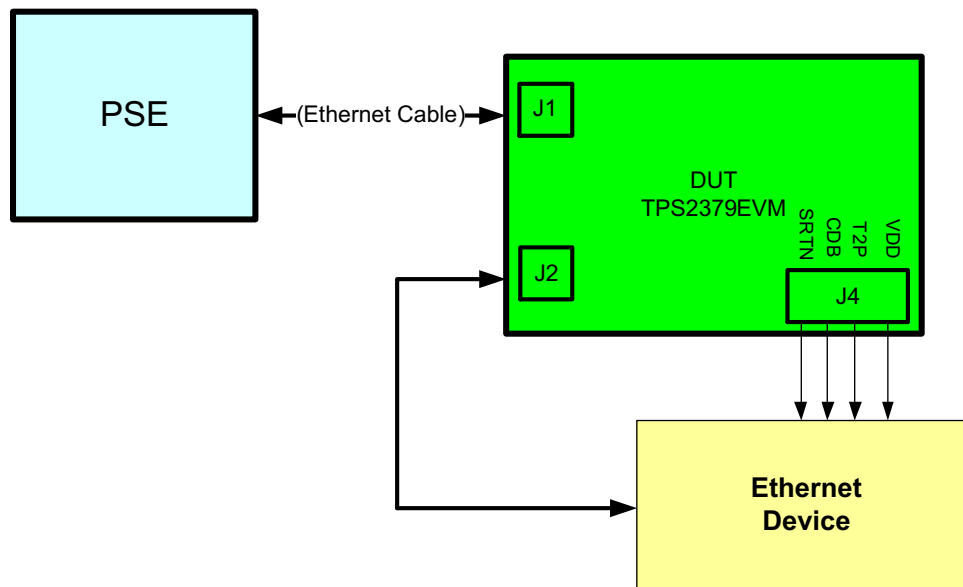 PSE
(Ethernet Cable)
J1
DUT
TPS2379EVM
SRTN
CDB
T2P
VDD
J2
J4
Ethernet
Device